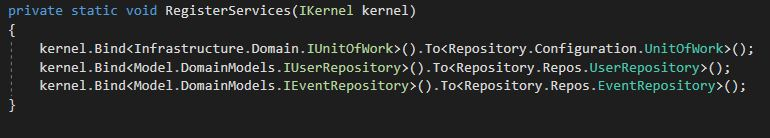 private static void RegisterServices(IKernel kernel)
{
    kernel.Bind<Infrastructure.Domain.IUnitOfWork>().To<Repository.Configuration.UnitOfWork>();
    kernel.Bind<Model.DomainModels.IUserRepository>().To<Repository.Repos.UserRepository>();
    kernel.Bind<Model.DomainModels.IEventRepository>().To<Repository.Repos.EventRepository>();
}